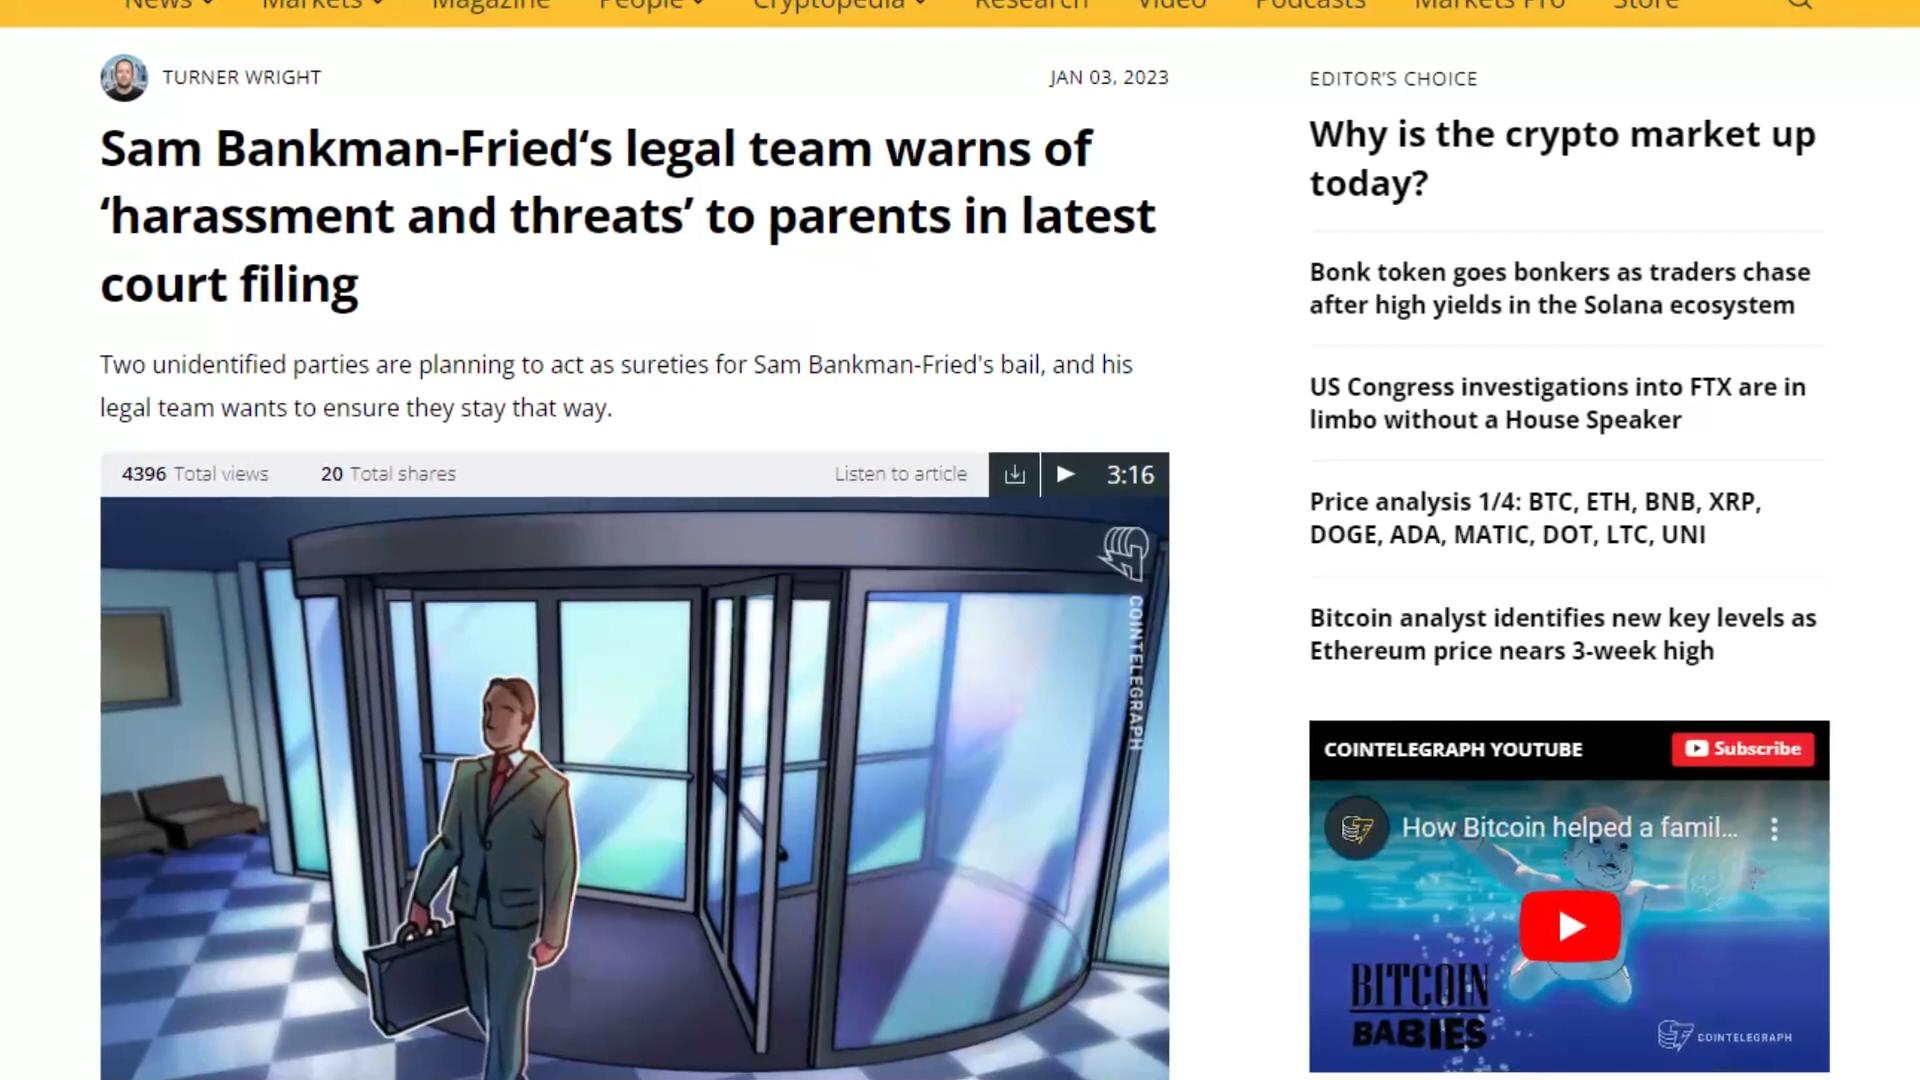 News Markets Magazine People Cryptopedia Research Video Podcasts Markets Pro Store
TURNER WRIGHT
JAN 03, 2023
Sam Bankman-Fried‘s legal team warns of
‘harassment and threats’ to parents in latest
court filing
Two unidentified parties are planning to act as sureties for Sam Bankman-Fried's bail, and his
legal team wants to ensure they stay that way.
4396 Total views 20 Total shares Listen to article 3:16
COINTELEGRAPH
EDITOR'S CHOICE
Why is the crypto market up
today?
Bonk token goes bonkers as traders chase
after high yields in the Solana ecosystem
US Congress investigations into FTX are in
limbo without a House Speaker
Price analysis 1/4: BTC, ETH, BNB, XRP,
DOGE, ADA, MATIC, DOT, LTC, UNI
Bitcoin analyst identifies new key levels as
Ethereum price nears 3-week high
COINTELEGRAPH YOUTUBE Subscribe
How Bitcoin helped a famil...
BITCOIN
BABIES
COINTELEGRAPH